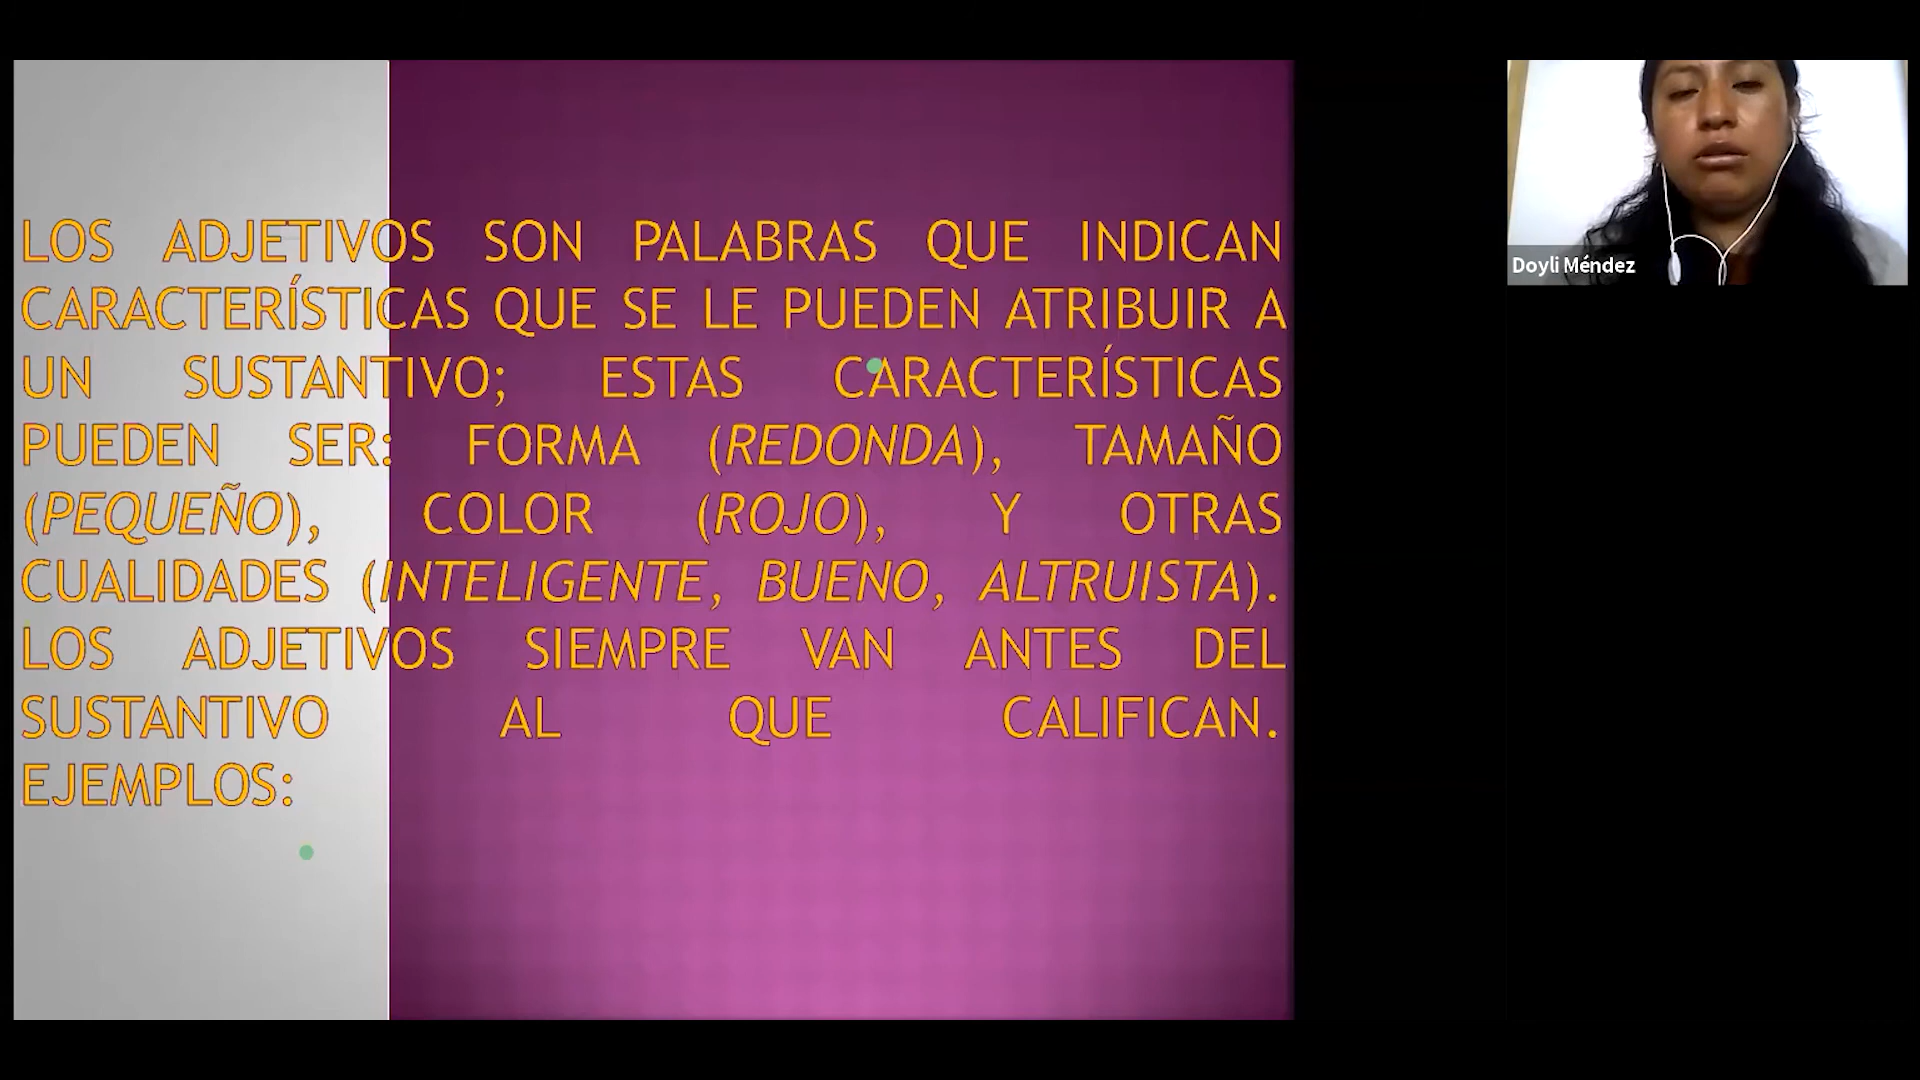 LOS ADJETIVOS SON PALABRAS QUE INDICAN
CARACTERÍSTICAS QUE SE LE PUEDEN ATRIBUIR A
UN SUSTANTIVO; ESTAS CARACTERÍSTICAS
PUEDEN SER: FORMA (REDONDA), TAMAÑO
(PEQUEÑO), COLOR (ROJO), Y OTRAS
CUALIDADES (INTELIGENTE, BUENO, ALTRUISTA).
LOS ADJETIVOS SIEMPRE VAN ANTES DEL
SUSTANTIVO AL QUE CALIFICAN.
EJEMPLOS:
Doyli Méndez